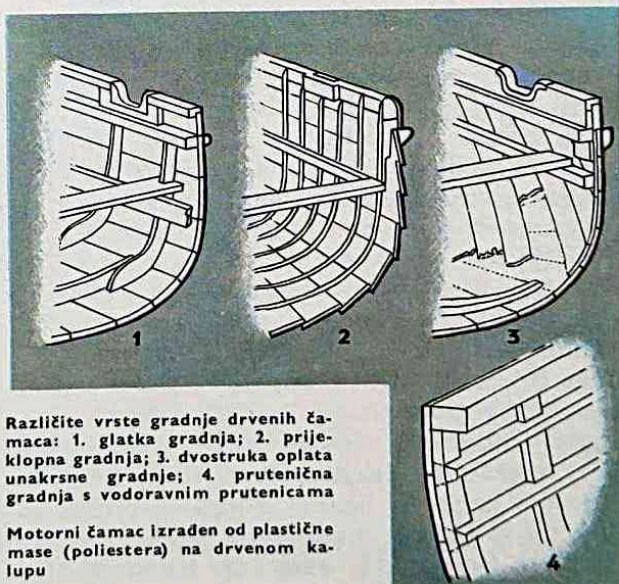 1
2
3
4
Različite vrste gradnje drvenih ča-
maca: 1. glatka gradnja; 2. prije-
klopna gradnja; 3. dvostruka oplata
unakrsne gradnje; 4. prutenična
gradnja s vodoravnim prutenicama
Motorni čamac izrađen od plastične
mase (poliestera) na drvenom ka-
lupu